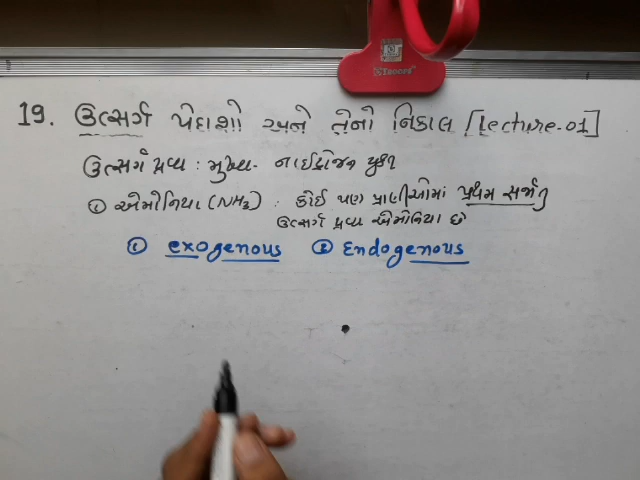 19. ઉત્સર્ગ પેદાશો અને તેનો નિકાલ [Lecture-01]
ઉત્સર્ગ દ્રવ્ય : મુખ્ય- નાઈટ્રોજન યુક્ત
① એમોનિયા (NH3) : કોઈ પણ પ્રાણીઓમાં પ્રથમ સર્જાતુ
ઉત્સર્ગ દ્રવ્ય એમોનિયા છે
① exogenous ② Endogenous